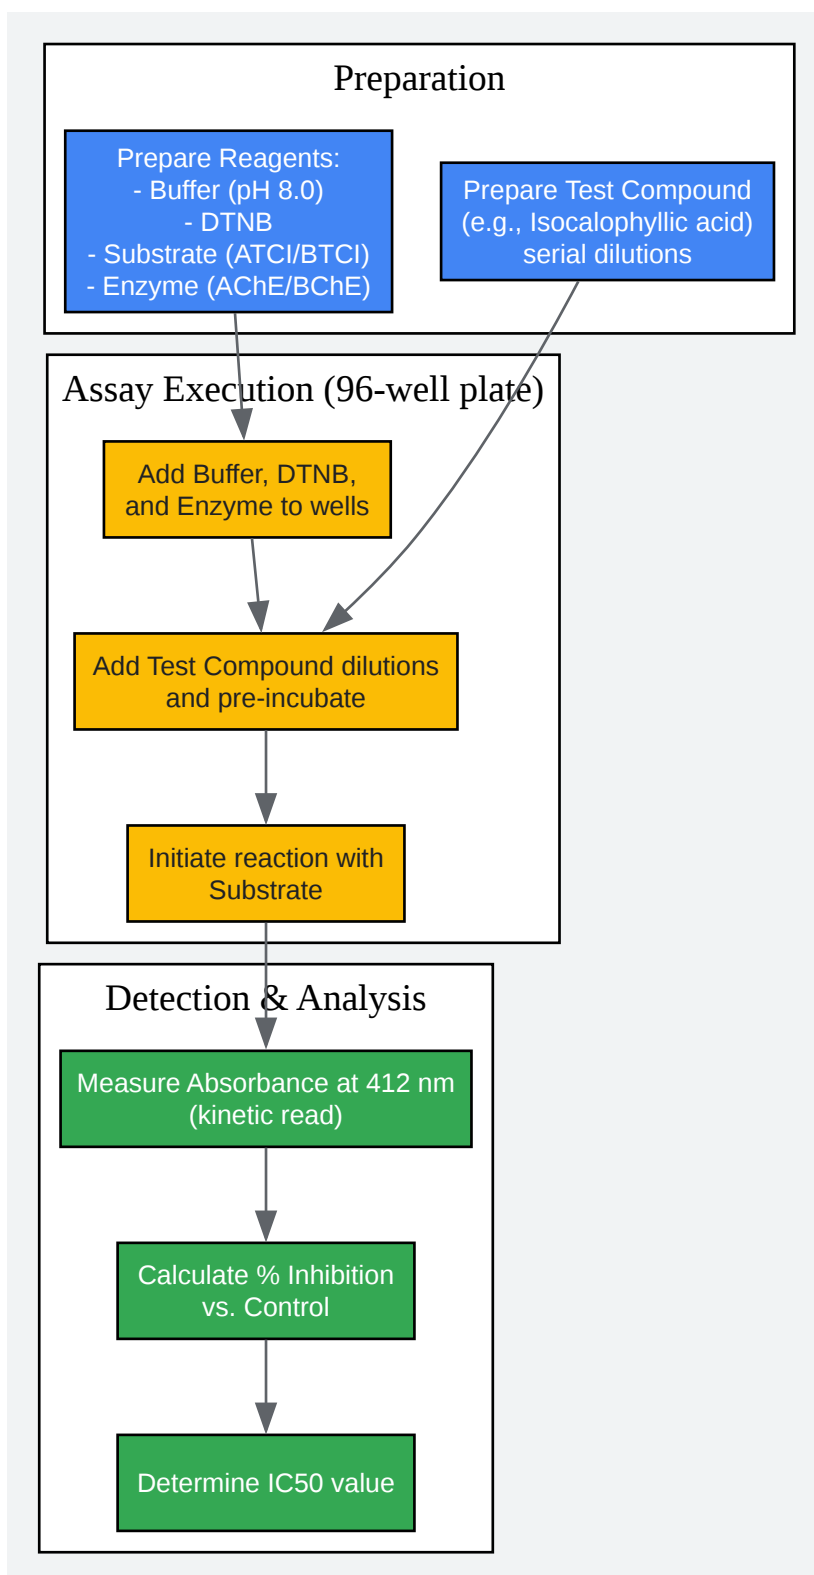 Preparation
Prepare Reagents:
- Buffer (pH 8.0)
- DTNB
- Substrate (ATCI/BTCI)
- Enzyme (AChE/BChE)
Prepare Test Compound
(e.g., Isocalophyllic acid)
serial dilutions
Assay Execution (96-well plate)
Add Buffer, DTNB,
and Enzyme to wells
Add Test Compound dilutions
and pre-incubate
Initiate reaction with
Substrate
Detection & Analysis
Measure Absorbance at 412 nm
(kinetic read)
Calculate % Inhibition
vs. Control
Determine IC50 value